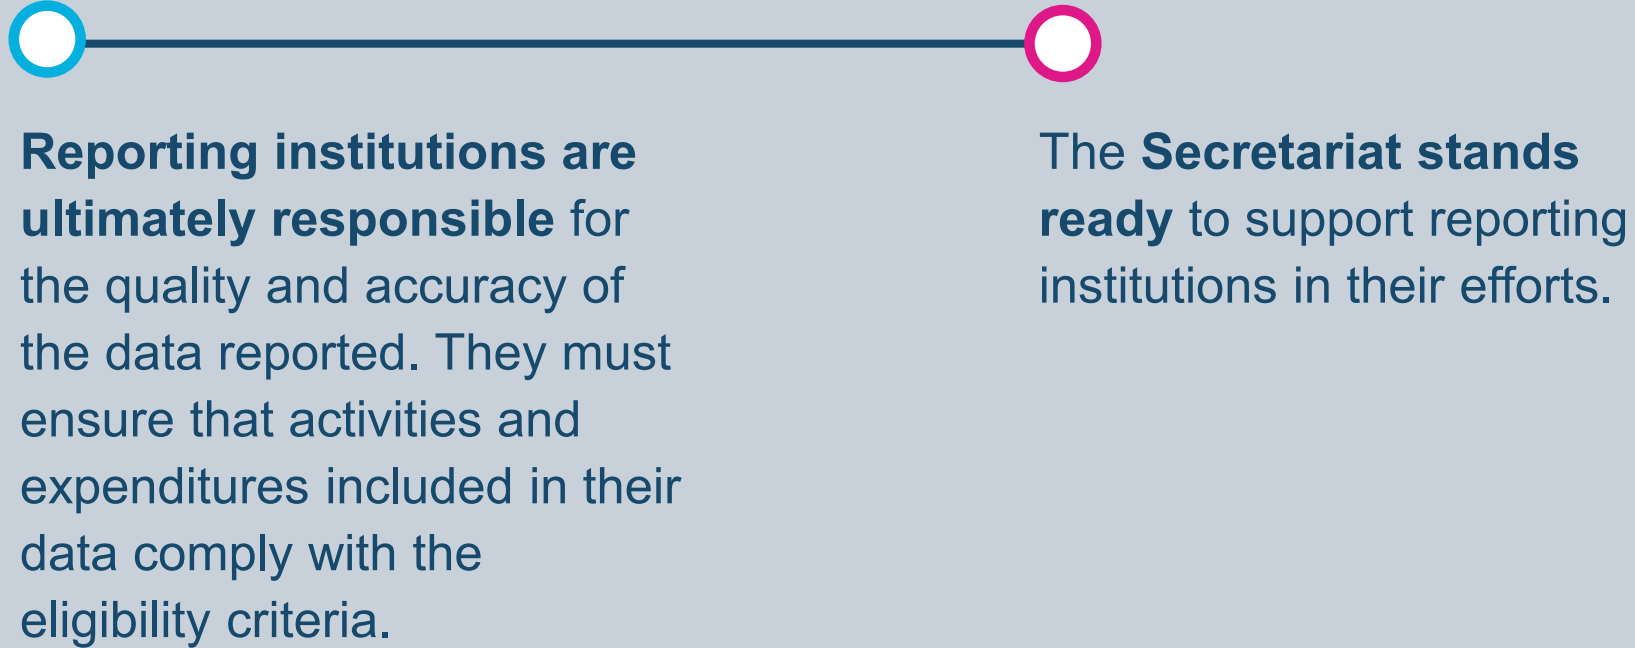 Reporting institutions are
ultimately responsible for
the quality and accuracy of
the data reported. They must
ensure that activities and
expenditures included in their
data comply with the
eligibility criteria.
The Secretariat stands
ready to support reporting
institutions in their efforts.